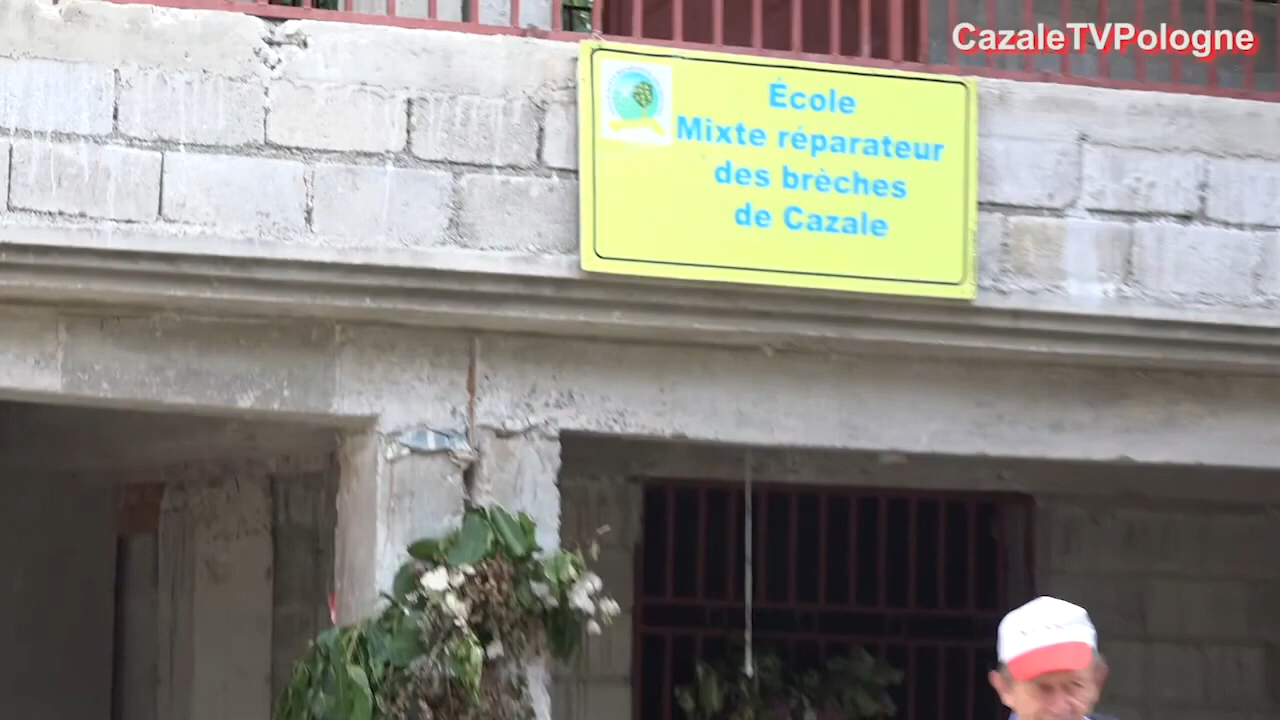 CazaleTVPologne
École
Mixte réparateur
des brèches
de Cazale